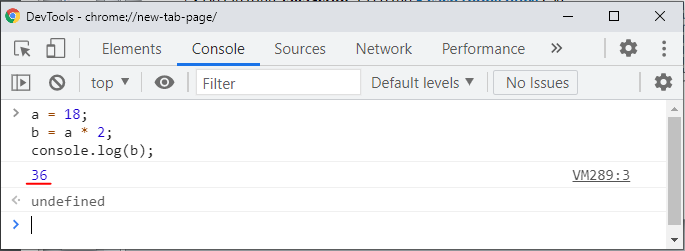 DevTools - chrome://new-tab-page/
Elements Console Sources Network Performance »
top ▼ Filter Default levels ▼ No Issues
> a = 18;
b = a * 2;
console.log(b);
36 VM289:3
undefined
>